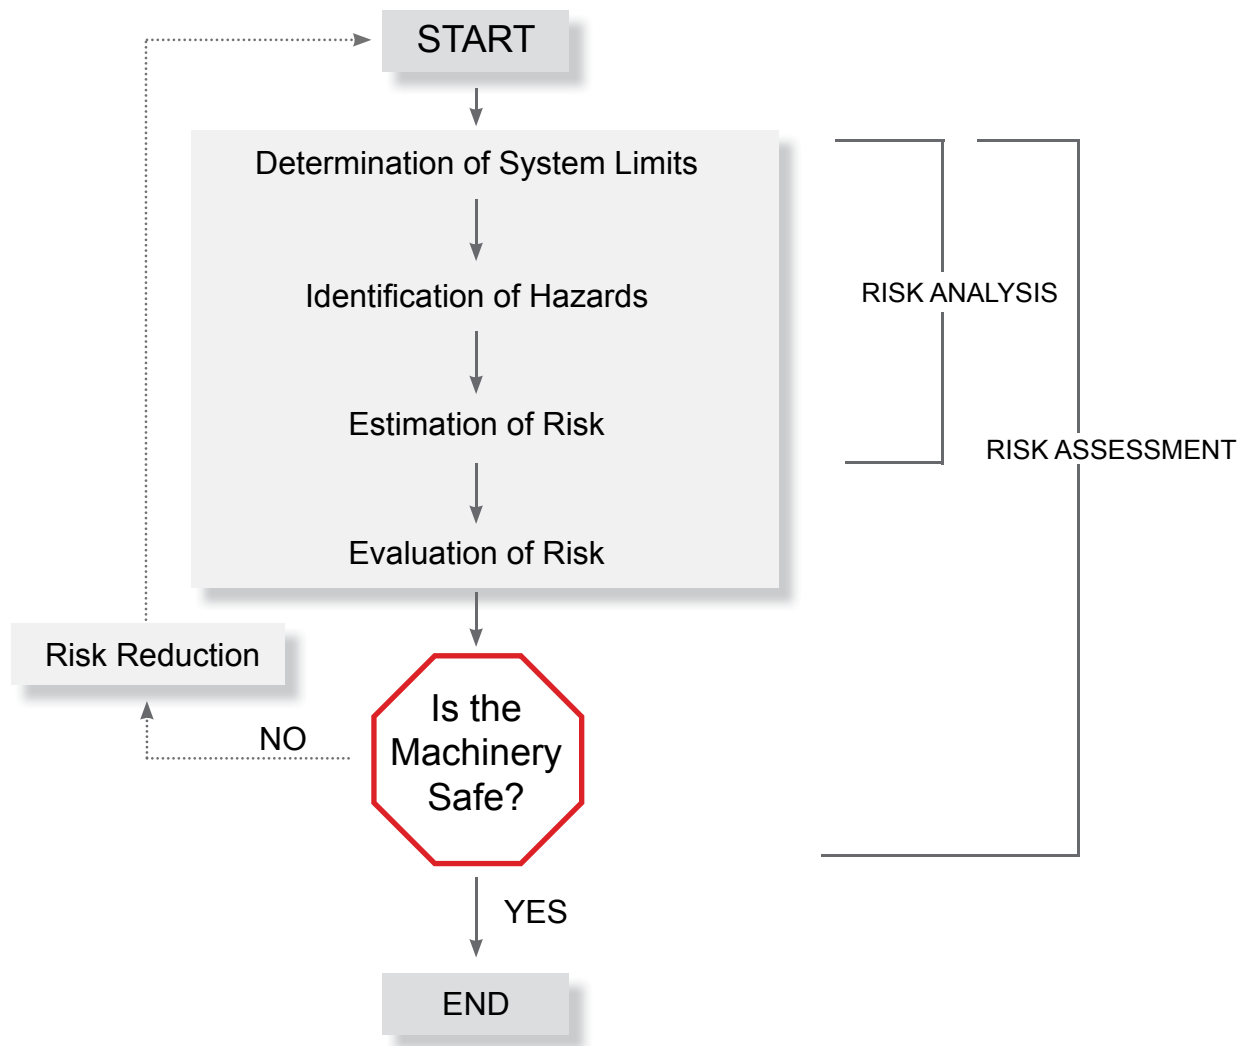 START
Determination of System Limits
Identification of Hazards
RISK ANALYSIS
Estimation of Risk
RISK ASSESSMENT
Evaluation of Risk
Risk Reduction
Is the
Machinery
Safe?
NO
YES
END